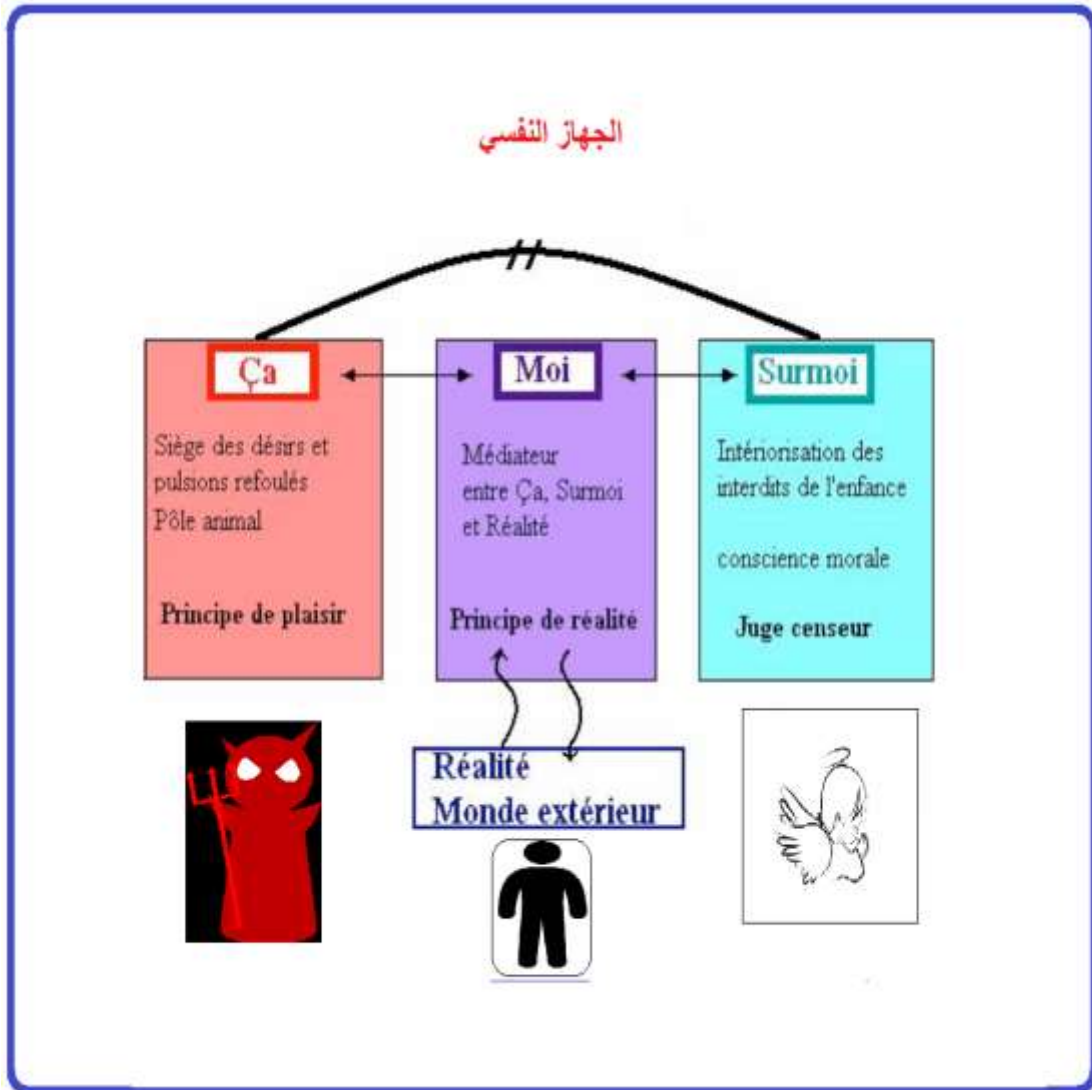 الجهاز النفسي
Ça
Siège des désirs et
pulsions refoulés
Pôle animal
Principe de plaisir
Moi
Médiateur
entre Ça, Surmoi
et Réalité
Principe de réalité
Surmoi
Intériorisation des
interdits de l'enfance
conscience morale
Juge censeur
Réalité
Monde extérieur